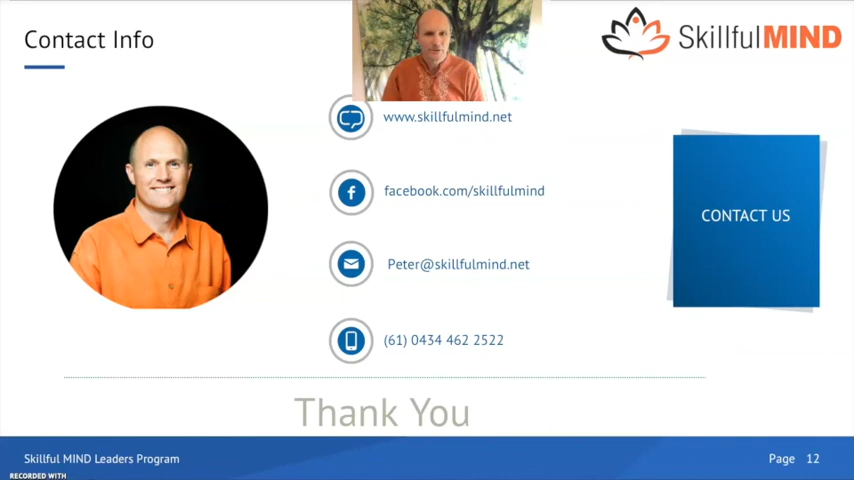 Contact Info
SkillfulMIND
www.skillfulmind.net
facebook.com/skillfulmind
CONTACT US
Peter@skillfulmind.net
(61) 0434 462 2522
Thank You
Skillful MIND Leaders Program
Page 12
RECORDED WITH